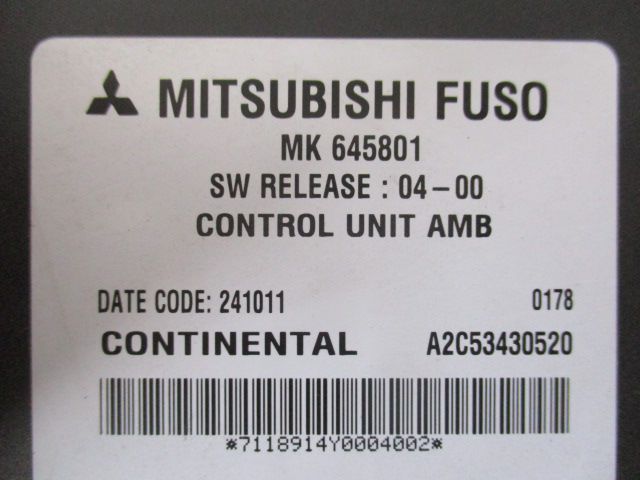 MITSUBISHI FUSO
MK 645801
SW RELEASE : 04-00
CONTROL UNIT AMB
DATE CODE: 241011 0178
CONTINENTAL A2C53430520
*7118914Y0004002*